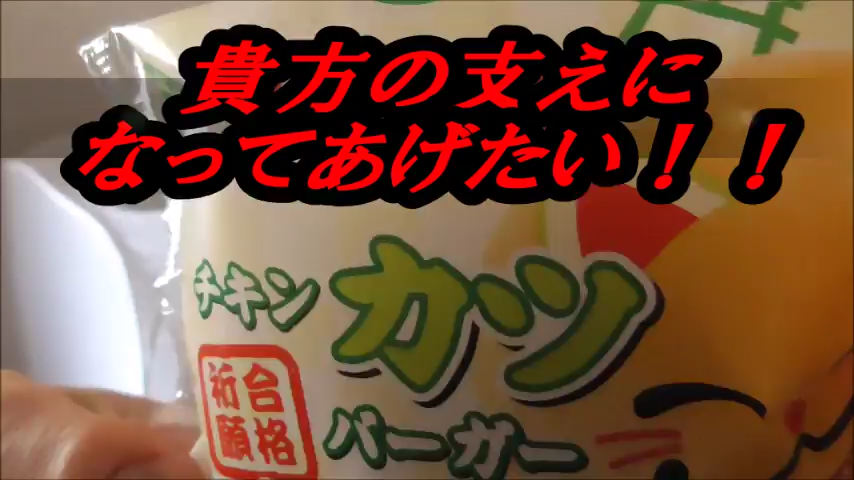 貴方の支えに
なってあげたい！！
チキン
カツ
バーガー
合格
祈願